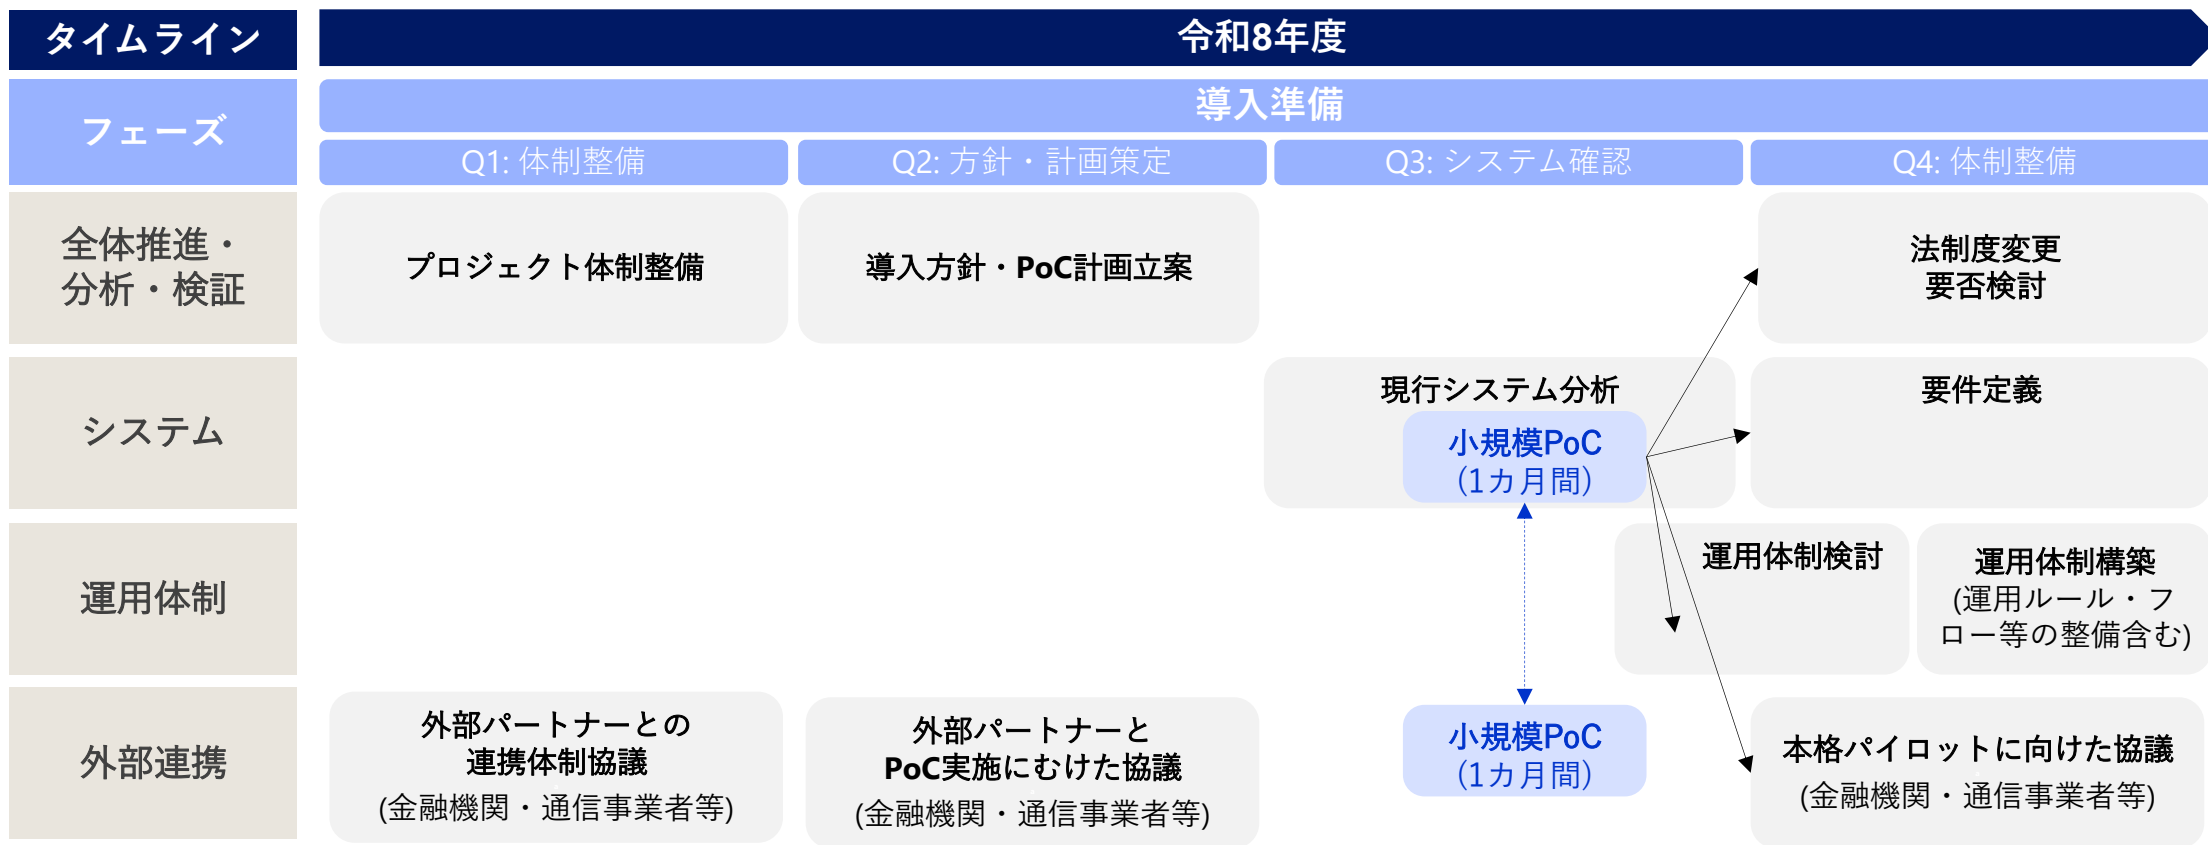 タイムライン
令和8年度
フェーズ
導入準備
Q1: 体制整備
Q2: 方針・計画策定
Q3: システム確認
Q4: 体制整備
全体推進・
分析・検証
プロジェクト体制整備
導入方針・PoC計画立案
法制度変更
要否検討
システム
現行システム分析
小規模PoC
（1カ月間）
要件定義
運用体制
運用体制検討
運用体制構築
(運用ルール・フ
ロー等の整備含む)
外部連携
外部パートナーとの
連携体制協議
(金融機関・通信事業者等)
外部パートナーと
PoC実施にむけた協議
(金融機関・通信事業者等)
小規模PoC
（1カ月間）
本格パイロットに向けた協議
(金融機関・通信事業者等)